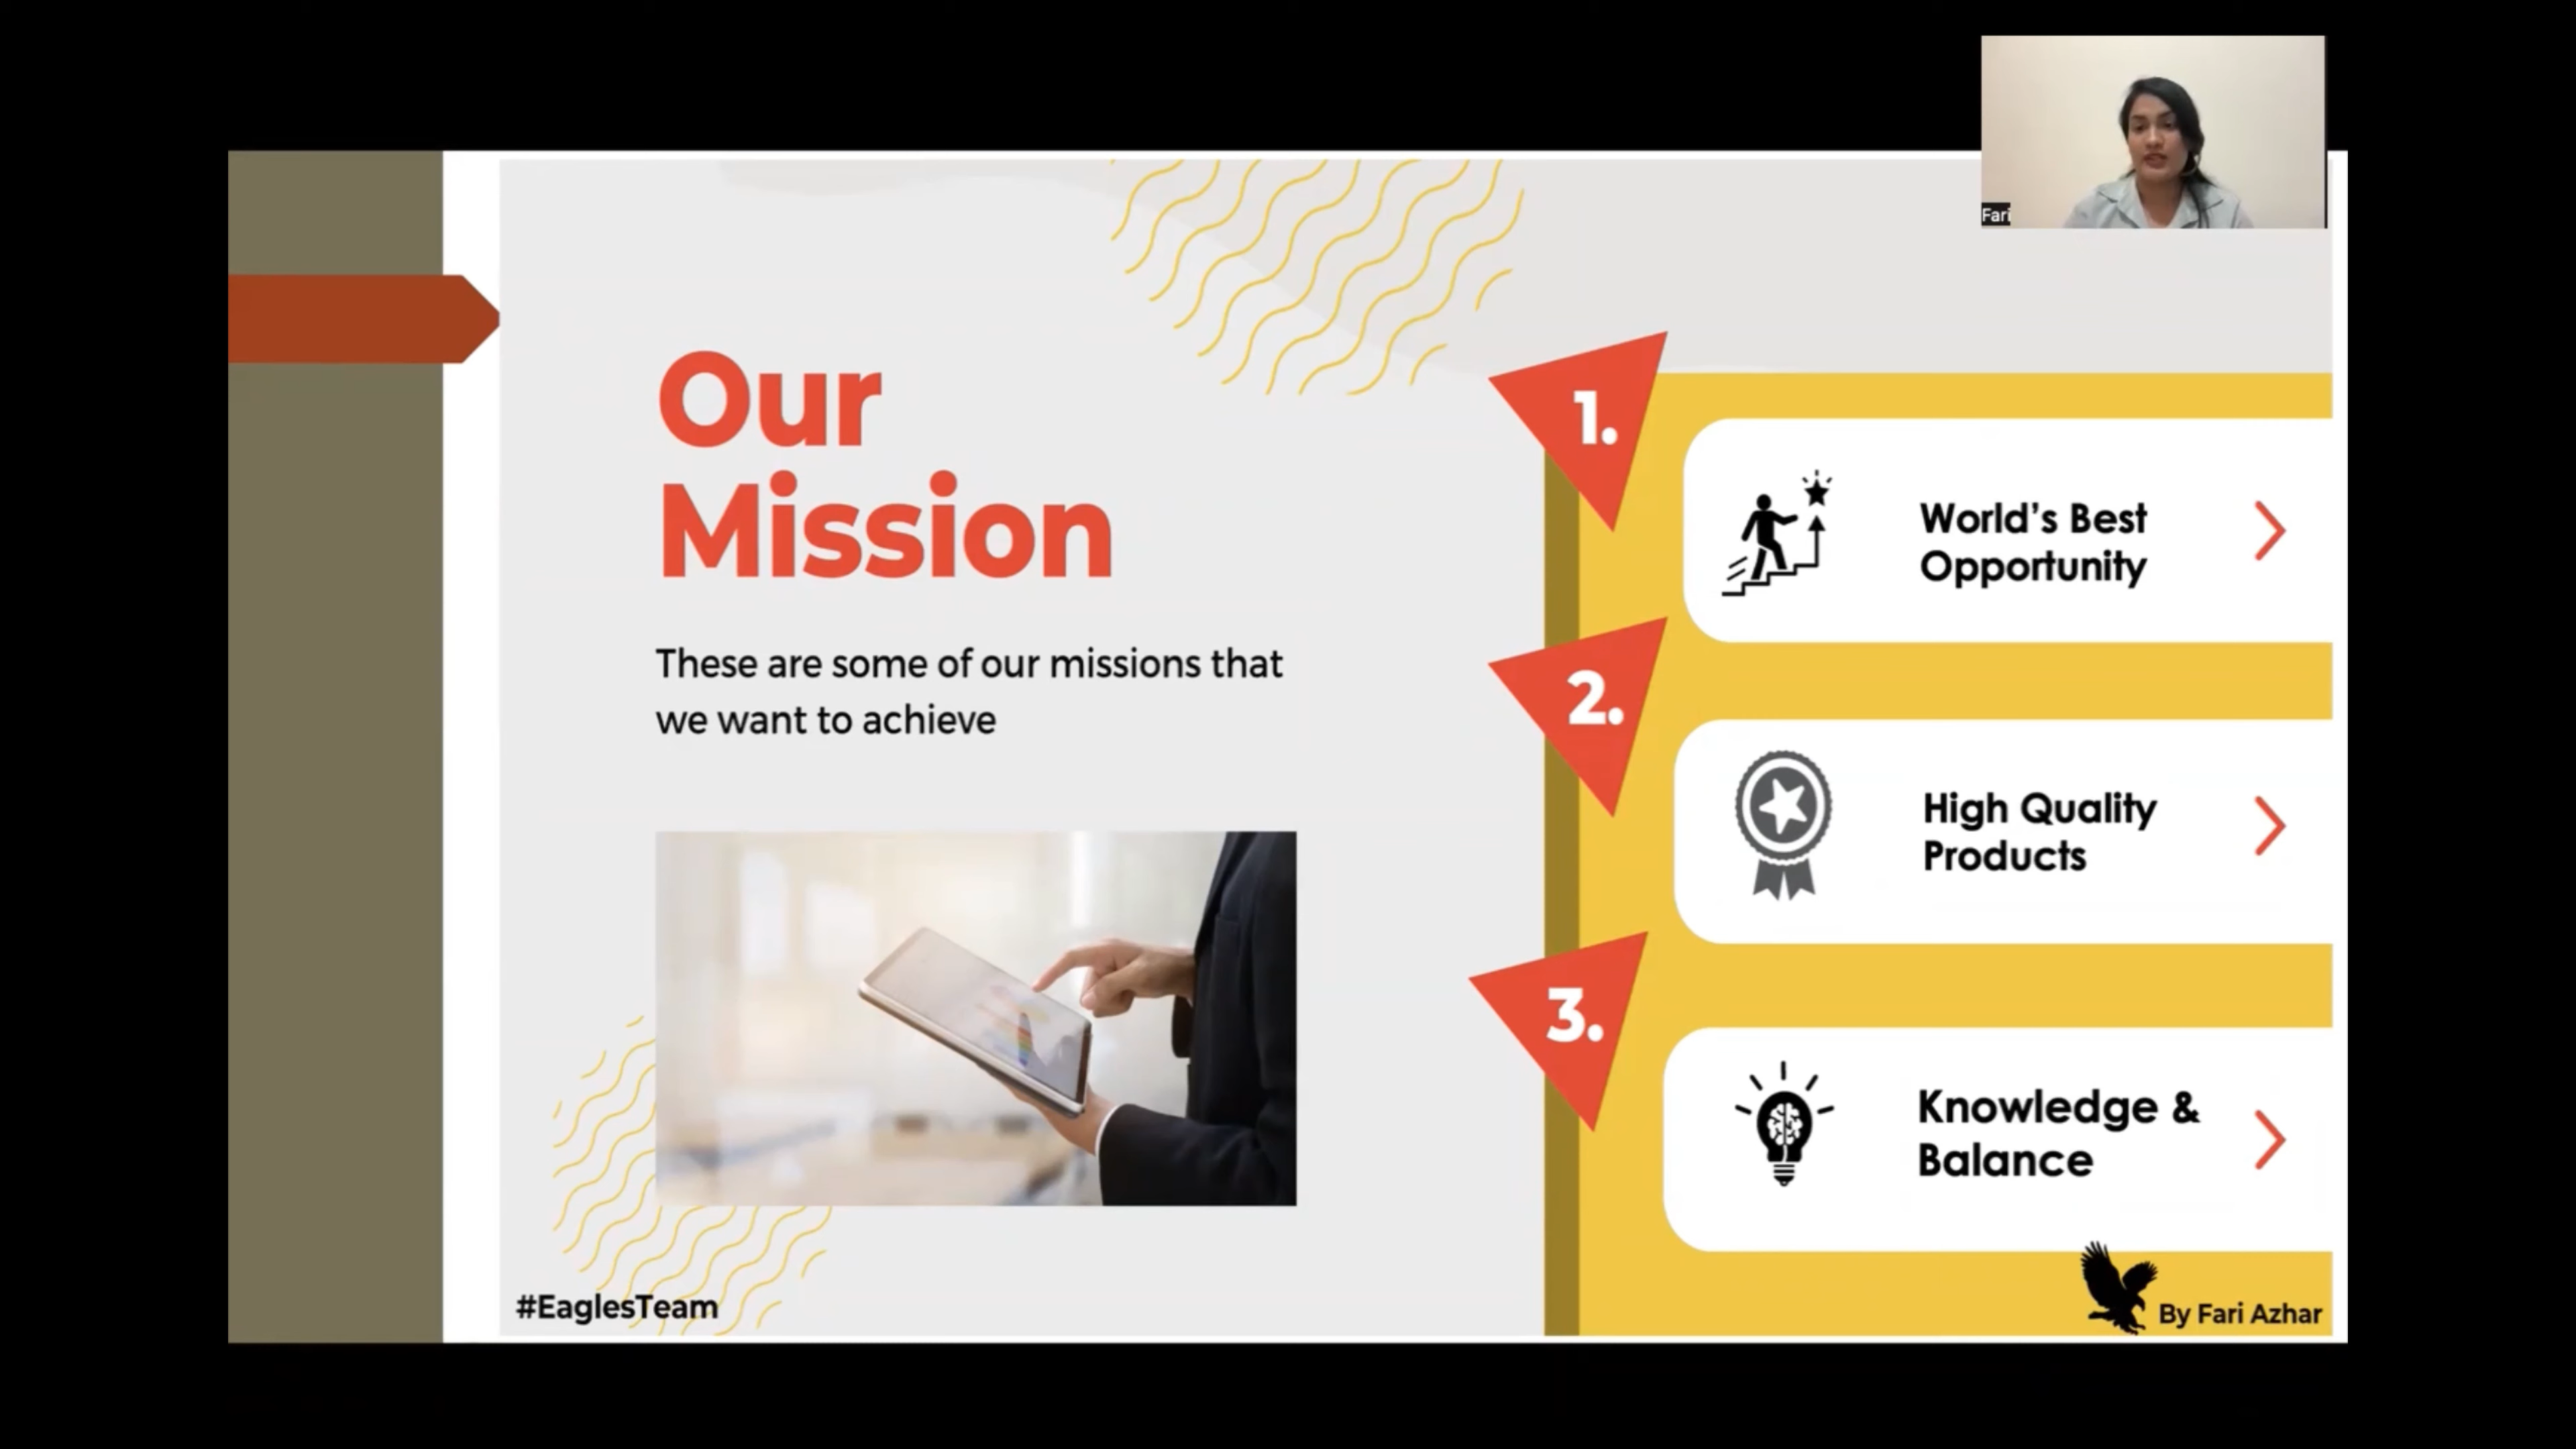 Fari
Our
Mission
These are some of our missions that
we want to achieve
1.
World's Best
Opportunity
2.
High Quality
Products
3.
Knowledge &
Balance
#EaglesTeam
By Fari Azhar